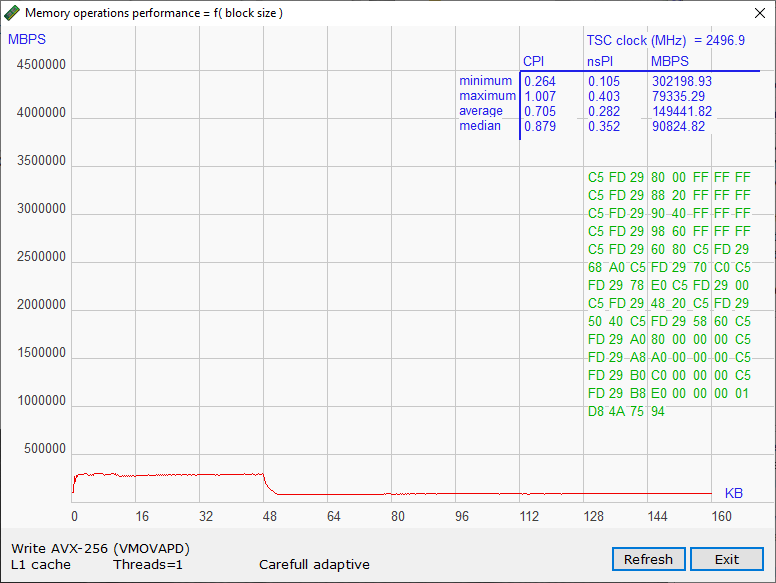 Memory operations performance = f( block size )
MBPS
TSC clock (MHz) = 2496.9
CPI nsPI MBPS
minimum 0.264 0.105 302198.93
maximum 1.007 0.403 79335.29
average 0.705 0.282 149441.82
median 0.879 0.352 90824.82
4500000
4000000
3500000
3000000
2500000
2000000
1500000
1000000
500000
C5 FD 29 80 00 FF FF FF
C5 FD 29 88 20 FF FF FF
C5 FD 29 90 40 FF FF FF
C5 FD 29 98 60 FF FF FF
C5 FD 29 60 80 C5 FD 29
68 A0 C5 FD 29 70 C0 C5
FD 29 78 E0 C5 FD 29 00
C5 FD 29 48 20 C5 FD 29
50 40 C5 FD 29 58 60 C5
FD 29 A0 80 00 00 00 C5
FD 29 A8 A0 00 00 00 C5
FD 29 B0 C0 00 00 00 C5
FD 29 B8 E0 00 00 00 01
D8 4A 75 94
KB
0 16 32 48 64 80 96 112 128 144 160
Write AVX-256 (VMOVAPD)
L1 cache Threads=1 Carefull adaptive
Refresh Exit